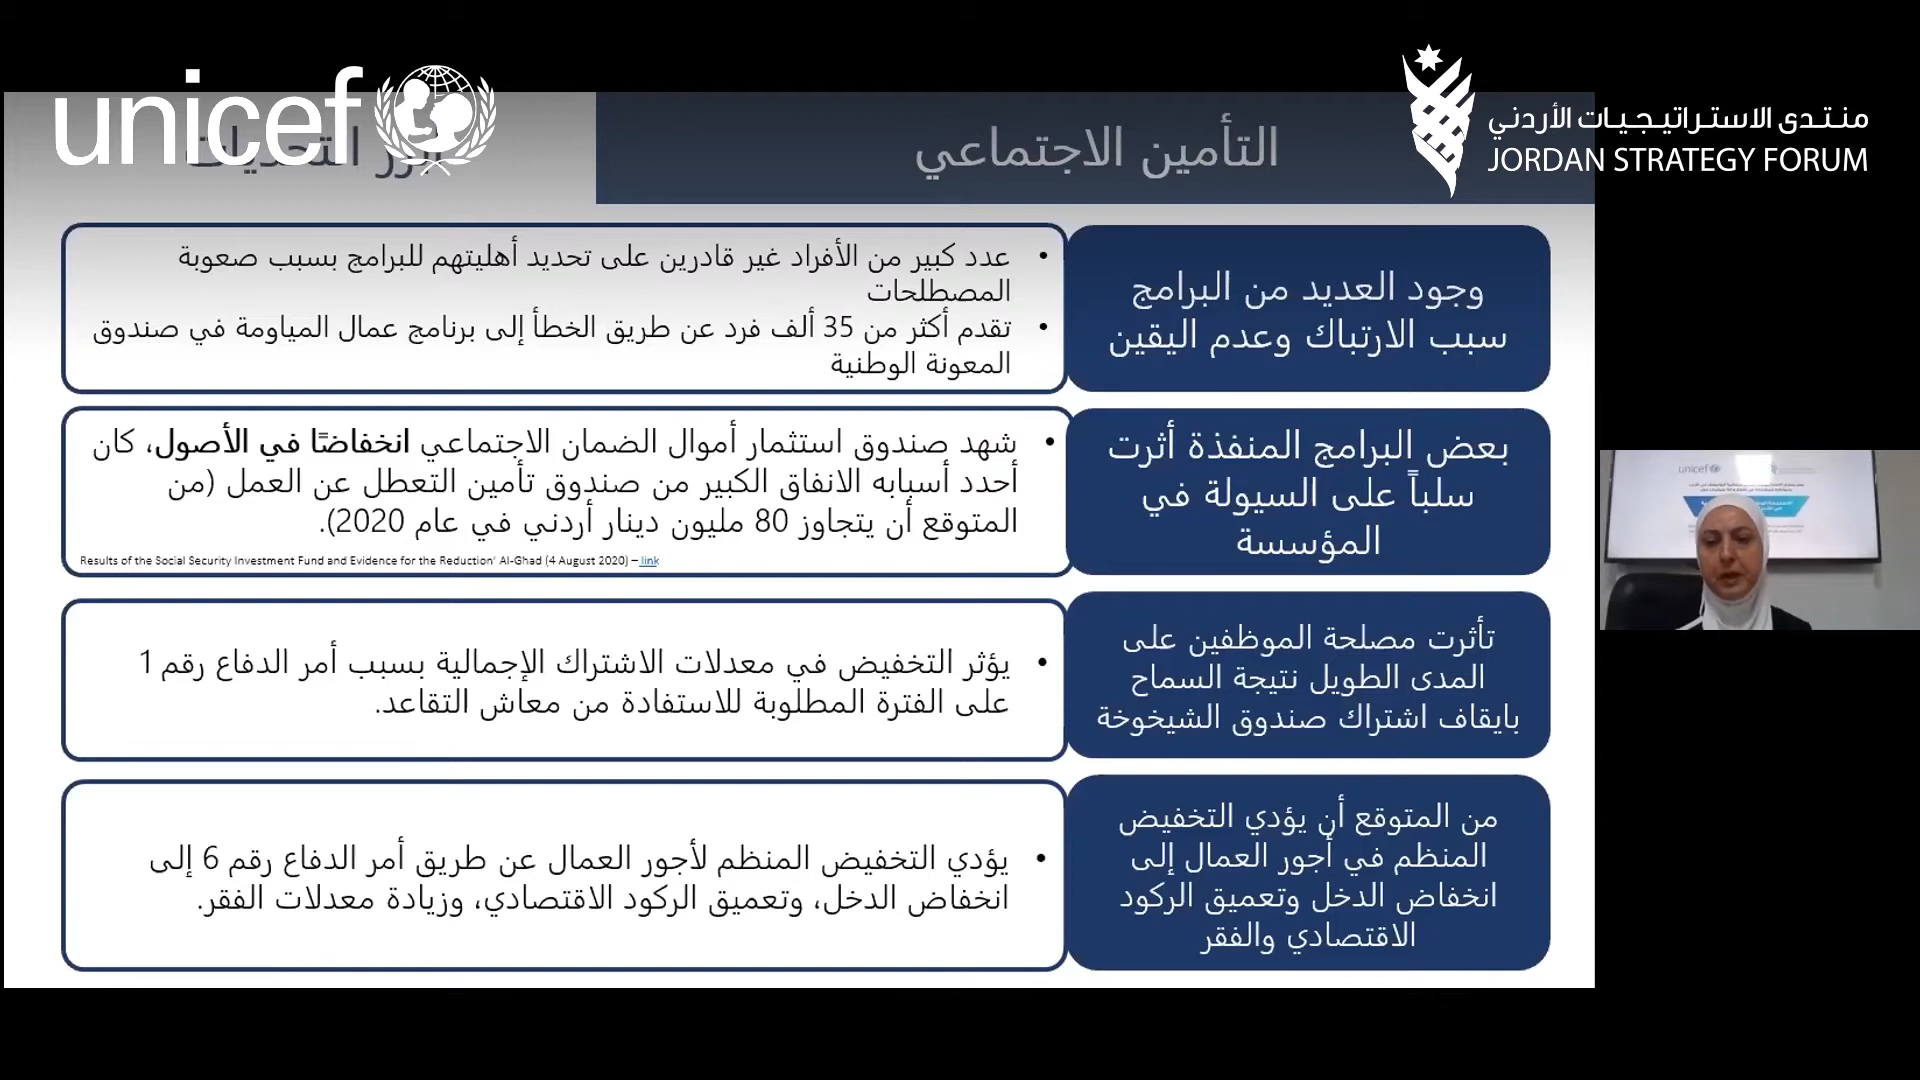 unicef
منتدى الاستراتيجيات الأردني
JORDAN STRATEGY FORUM
التأمين الاجتماعي
التحديات
وجود العديد من البرامج
سبب الارتباك وعدم اليقين
• عدد كبير من الأفراد غير قادرين على تحديد أهليتهم للبرامج بسبب صعوبة
المصطلحات
• تقدم أكثر من 35 ألف فرد عن طريق الخطأ إلى برنامج عمال المياومة في صندوق
المعونة الوطنية
بعض البرامج المنفذة أثرت
سلباً على السيولة في
المؤسسة
• شهد صندوق استثمار أموال الضمان الاجتماعي انخفاضًا في الأصول، كان
أحدد أسبابه الانفاق الكبير من صندوق تأمين التعطل عن العمل (من
المتوقع أن يتجاوز 80 مليون دينار أردني في عام 2020).
Results of the Social Security Investment Fund and Evidence for the Reduction' Al-Ghad (4 August 2020) – link
تأثرت مصلحة الموظفين على
المدى الطويل نتيجة السماح
بايقاف اشتراك صندوق الشيخوخة
• يؤثر التخفيض في معدلات الاشتراك الإجمالية بسبب أمر الدفاع رقم 1
على الفترة المطلوبة للاستفادة من معاش التقاعد.
من المتوقع أن يؤدي التخفيض
المنظم في أجور العمال إلى
انخفاض الدخل وتعميق الركود
الاقتصادي والفقر
• يؤدي التخفيض المنظم لأجور العمال عن طريق أمر الدفاع رقم 6 إلى
انخفاض الدخل، وتعميق الركود الاقتصادي، وزيادة معدلات الفقر.
unicef